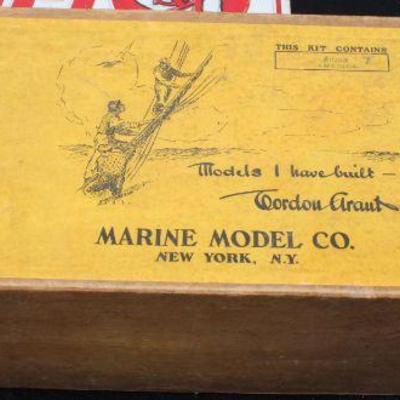 THIS KIT CONTAINS
Models I have built —
Gordon Grant
MARINE MODEL CO.
NEW YORK, N.Y.